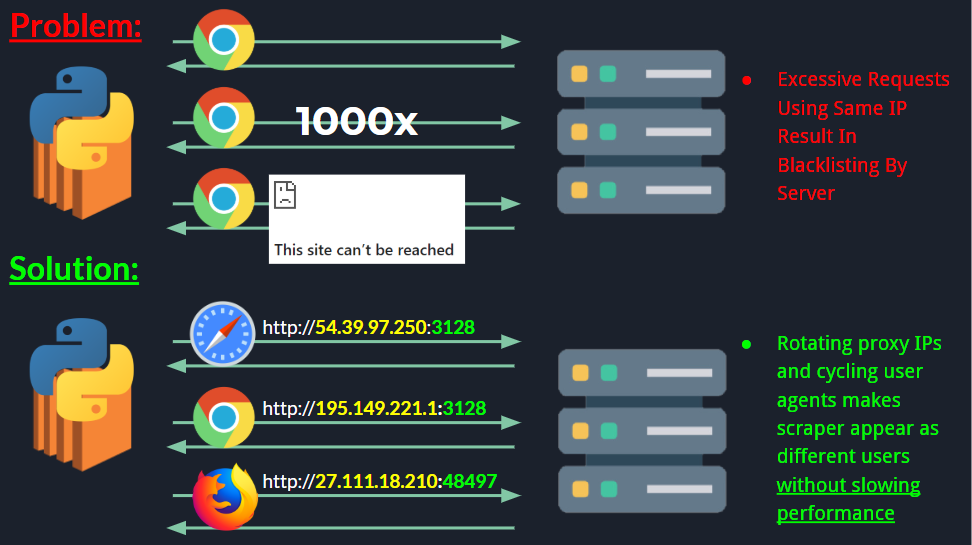 Problem:
1000x
This site can't be reached
Excessive Requests
Using Same IP
Result In
Blacklisting By
Server
Solution:
http://54.39.97.250:3128
http://195.149.221.1:3128
http://27.111.18.210:48497
Rotating proxy IPs
and cycling user
agents makes
scraper appear as
different users
without slowing
performance